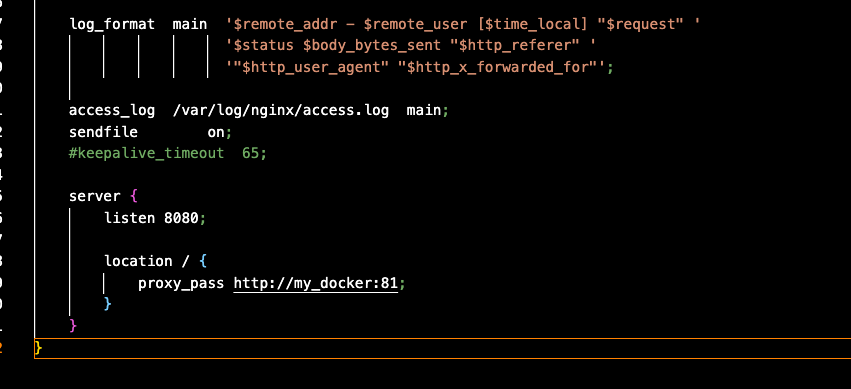 log_format  main  '$remote_addr - $remote_user [$time_local] "$request" '
'$status $body_bytes_sent "$http_referer" '
'"$http_user_agent" "$http_x_forwarded_for"';
access_log  /var/log/nginx/access.log  main;
sendfile        on;
#keepalive_timeout  65;
server {
listen 8080;
location / {
proxy_pass http://my_docker:81;
}
}
}